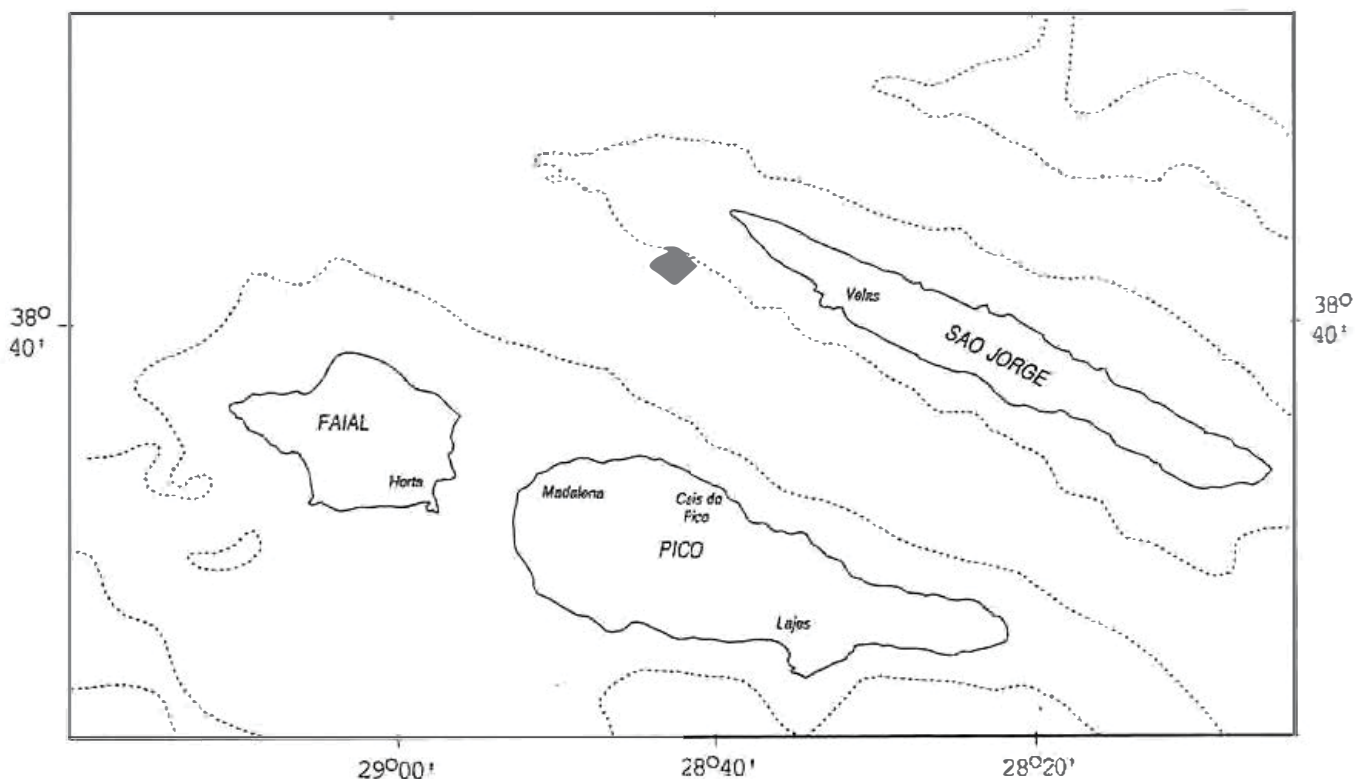 Velas
38°
40'
38°
40'
SAO JORGE
FAIAL
Horta
Madalena
Cais do
Pico
PICO
Lajes
29°00'
28°40'
28°20'